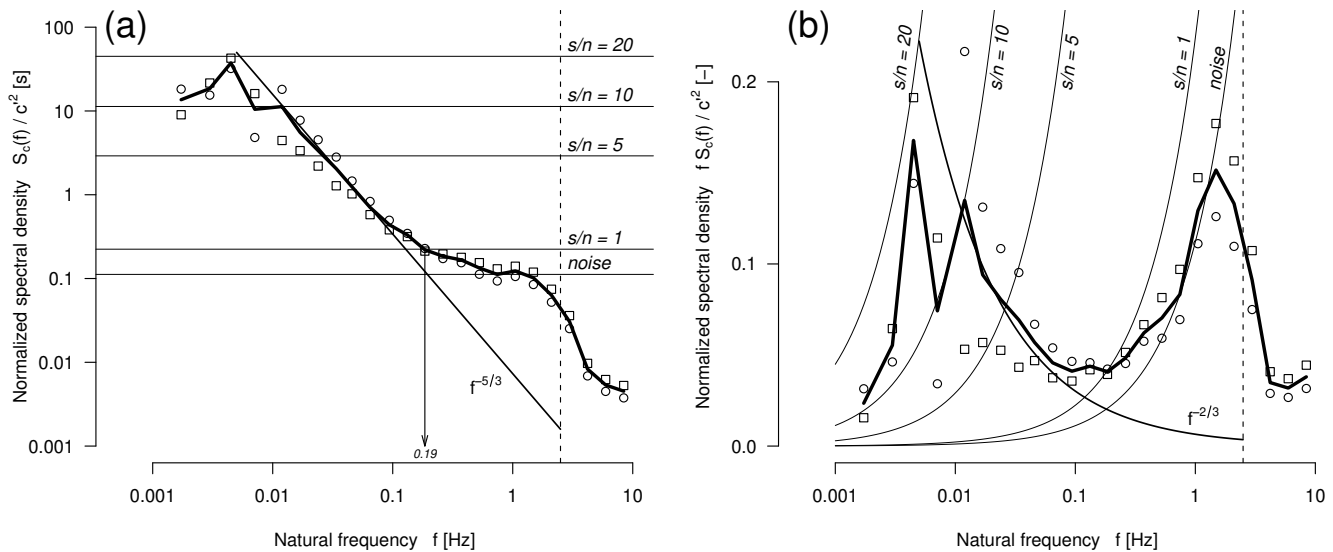 (a)
100
10
1
0.1
0.01
0.001
Normalized spectral density S_c(f) / c'² [s]
s/n = 20
s/n = 10
s/n = 5
s/n = 1
noise
f^−5/3
0.19
0.001
0.01
0.1
1
10
Natural frequency f [Hz]
(b)
0.2
0.1
0.0
Normalized spectral density f S_c(f) / c'² [−]
s/n = 20
s/n = 10
s/n = 5
s/n = 1
noise
f^−2/3
0.001
0.01
0.1
1
10
Natural frequency f [Hz]